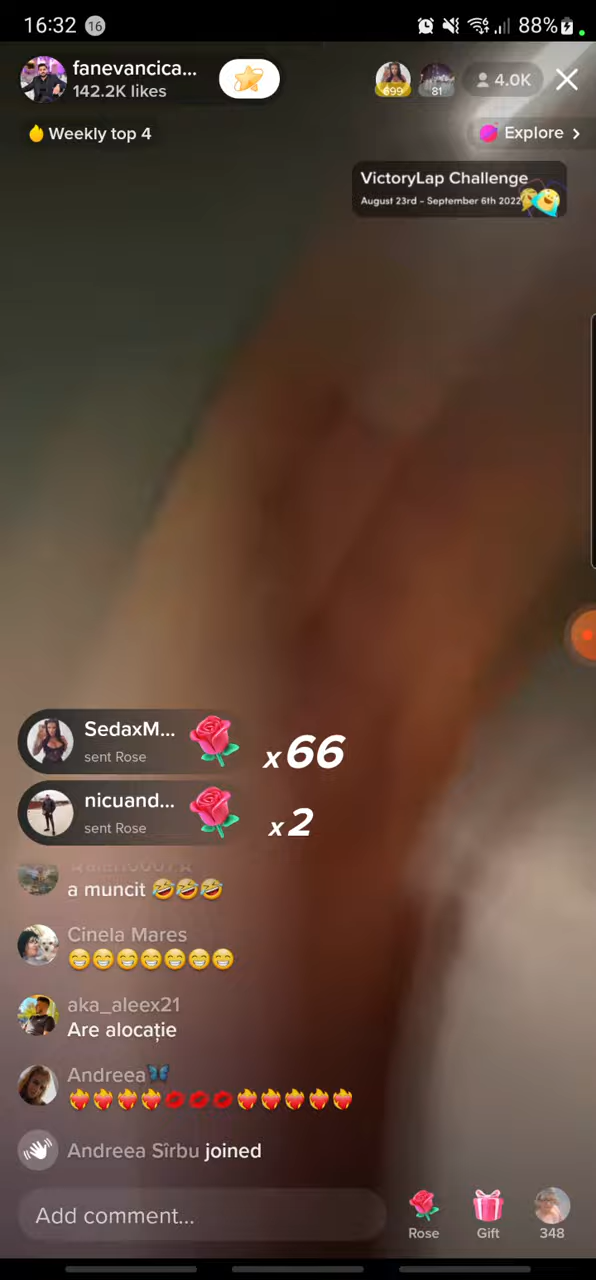 16:32 16 88%
fanevancica...
142.2K likes
699 81 4.0K
Weekly top 4
Explore
VictoryLap Challenge
August 23rd - September 6th 2022
SedaxM...
sent Rose
x66
nicuand...
sent Rose
x2
a muncit 🤣🤣🤣
Cinela Mares
😁😁😁😁😁😁😁
aka_aleex21
Are alocație
Andreea🦋
❤️‍🔥❤️‍🔥❤️‍🔥❤️‍🔥💋💋💋❤️‍🔥❤️‍🔥❤️‍🔥❤️‍🔥❤️‍🔥
Andreea Sîrbu joined
Add comment...
Rose Gift 348